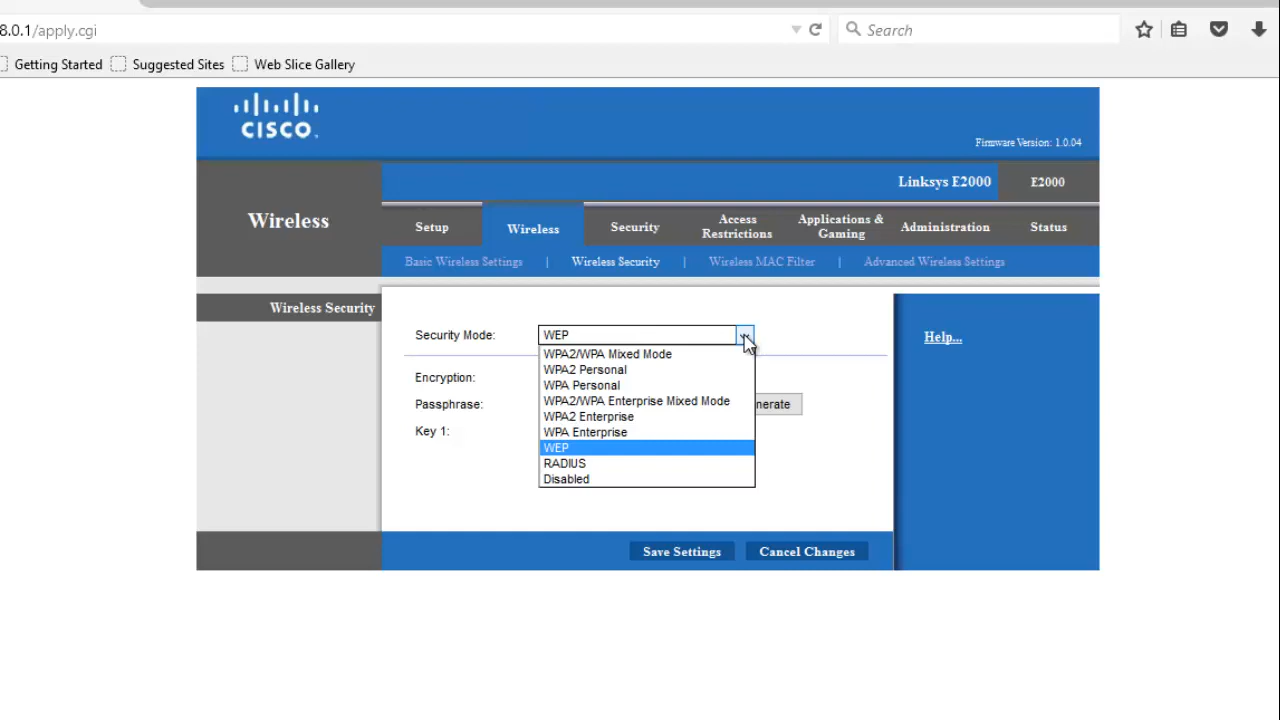 8.0.1/apply.cgi
Search
Getting Started
Suggested Sites
Web Slice Gallery
CISCO.
Firmware Version: 1.0.04
Linksys E2000
E2000
Wireless
Setup
Wireless
Security
Access
Restrictions
Applications &
Gaming
Administration
Status
Basic Wireless Settings | Wireless Security | Wireless MAC Filter | Advanced Wireless Settings
Wireless Security
Security Mode:
WEP
Help...
WPA2/WPA Mixed Mode
WPA2 Personal
WPA Personal
WPA2/WPA Enterprise Mixed Mode
WPA2 Enterprise
WPA Enterprise
WEP
RADIUS
Disabled
Encryption:
Passphrase:
nerate
Key 1:
Save Settings
Cancel Changes